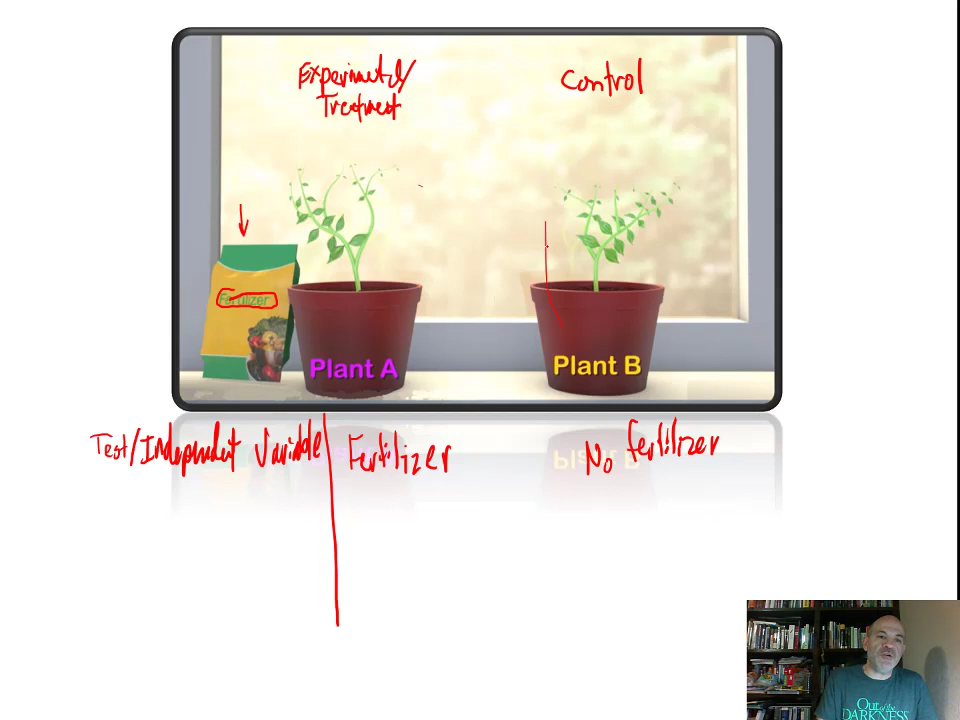 Experimental/ Control
Treatment
Fertilizer
Plant A Plant B
Test/Independent Variable Fertilizer No Fertilizer
Out of the
DARKNESS